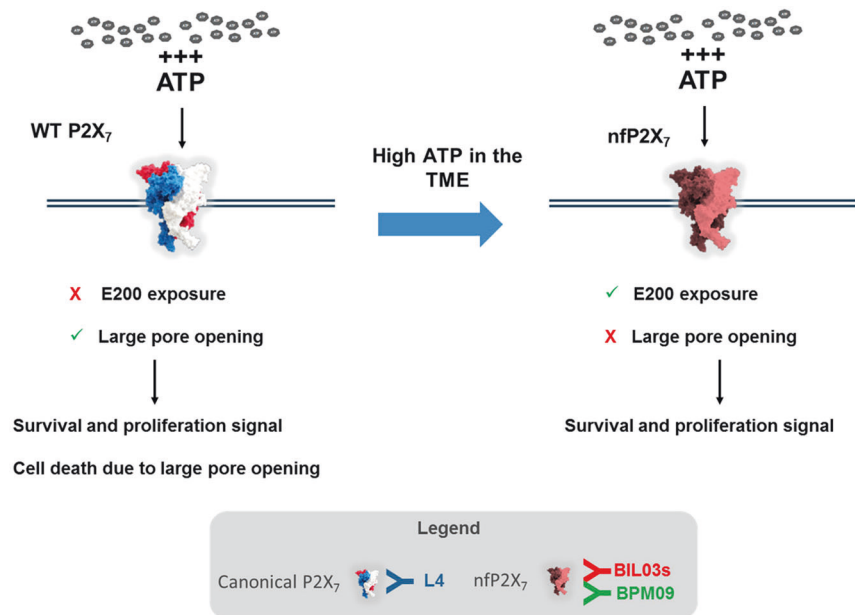 +++
ATP
WT P2X₇
High ATP in the
TME
+++
ATP
nfP2X₇
X E200 exposure
✓ Large pore opening
Survival and proliferation signal
Cell death due to large pore opening
✓ E200 exposure
X Large pore opening
Survival and proliferation signal
Legend
Canonical P2X₇ L4 nfP2X₇ BIL03s
BPM09